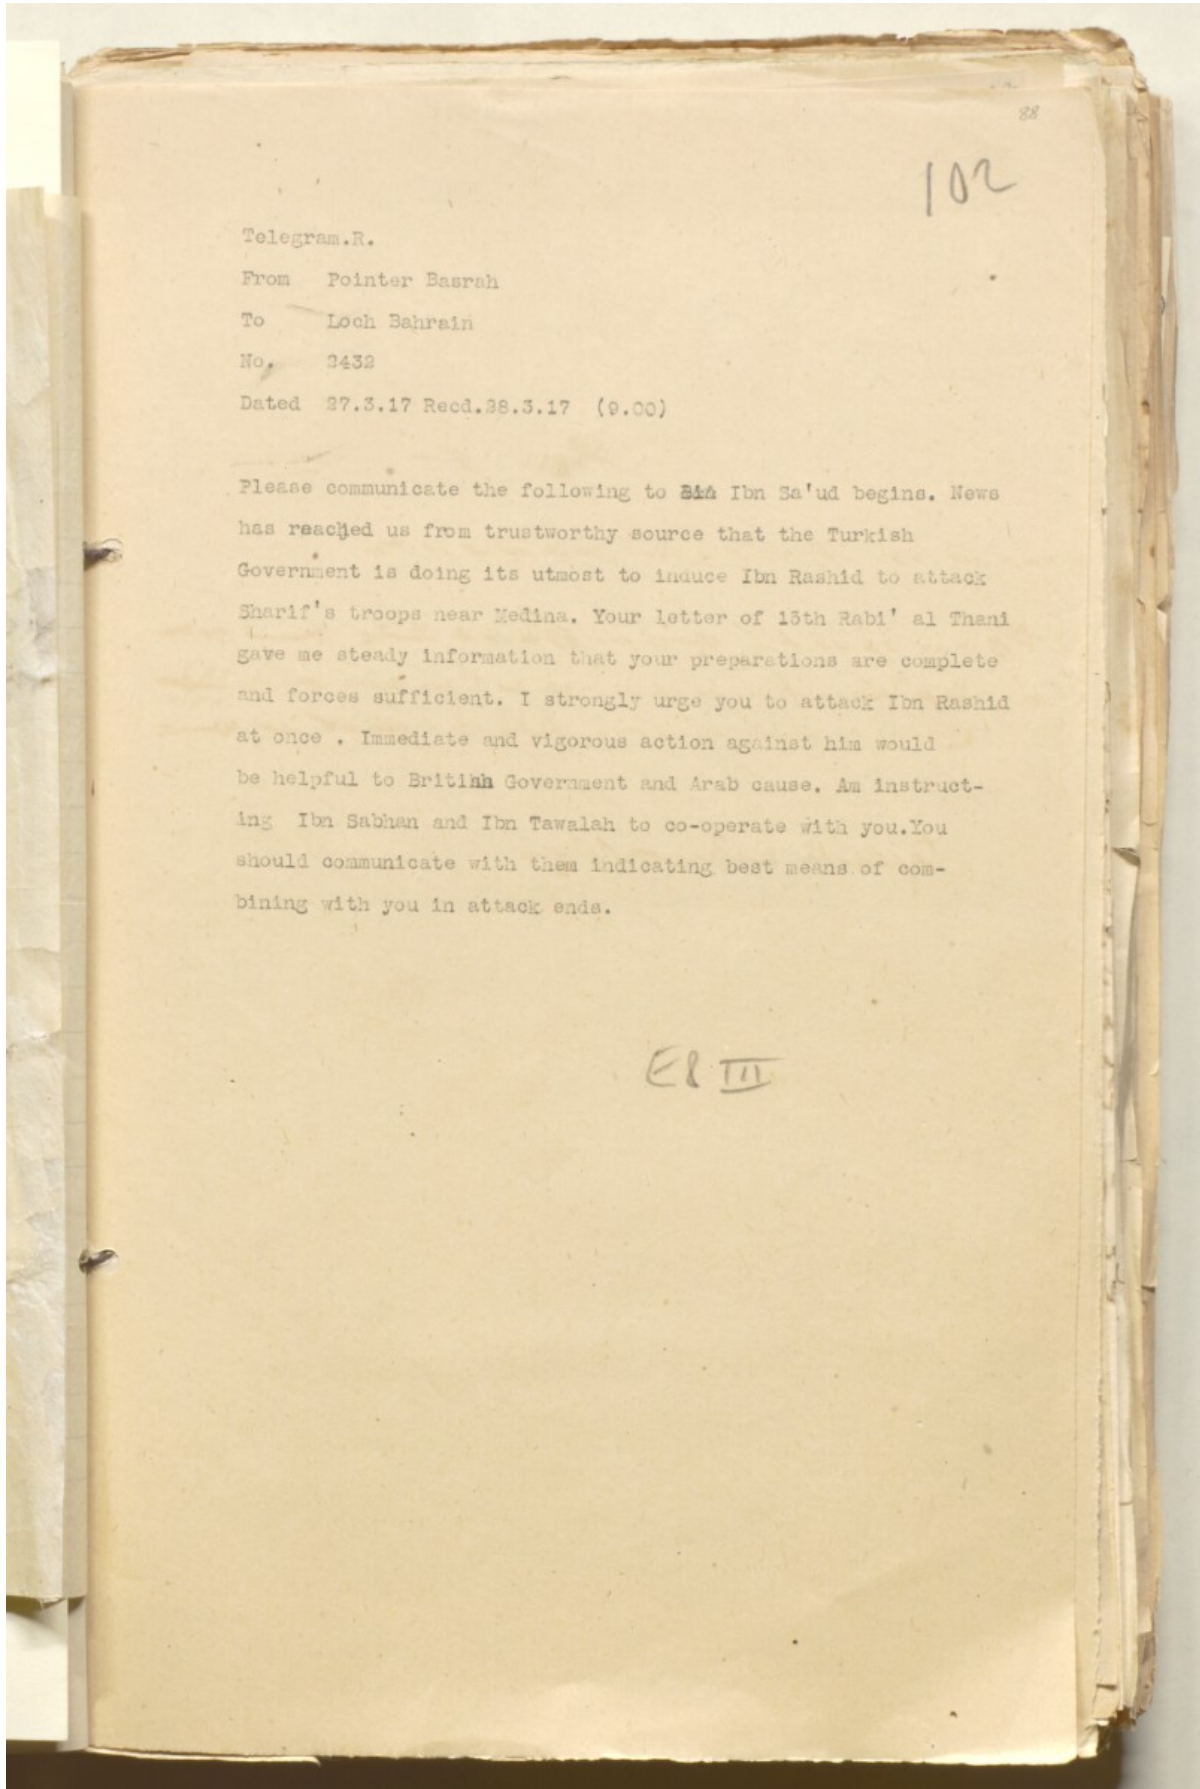 88
102
Telegram.R.
From Pointer Basrah
To Loch Bahrain
No. 2432
Dated 27.3.17 Recd.28.3.17 (9.00)
Please communicate the following to Bin Ibn Sa'ud begins. News
has reached us from trustworthy source that the Turkish
Government is doing its utmost to induce Ibn Rashid to attack
Sharif's troops near Medina. Your letter of 15th Rabi' al Thani
gave me steady information that your preparations are complete
and forces sufficient. I strongly urge you to attack Ibn Rashid
at once . Immediate and vigorous action against him would
be helpful to British Government and Arab cause. Am instruct-
ing Ibn Sabhan and Ibn Tawalah to co-operate with you.You
should communicate with them indicating best means of com-
bining with you in attack ends.
E8 III